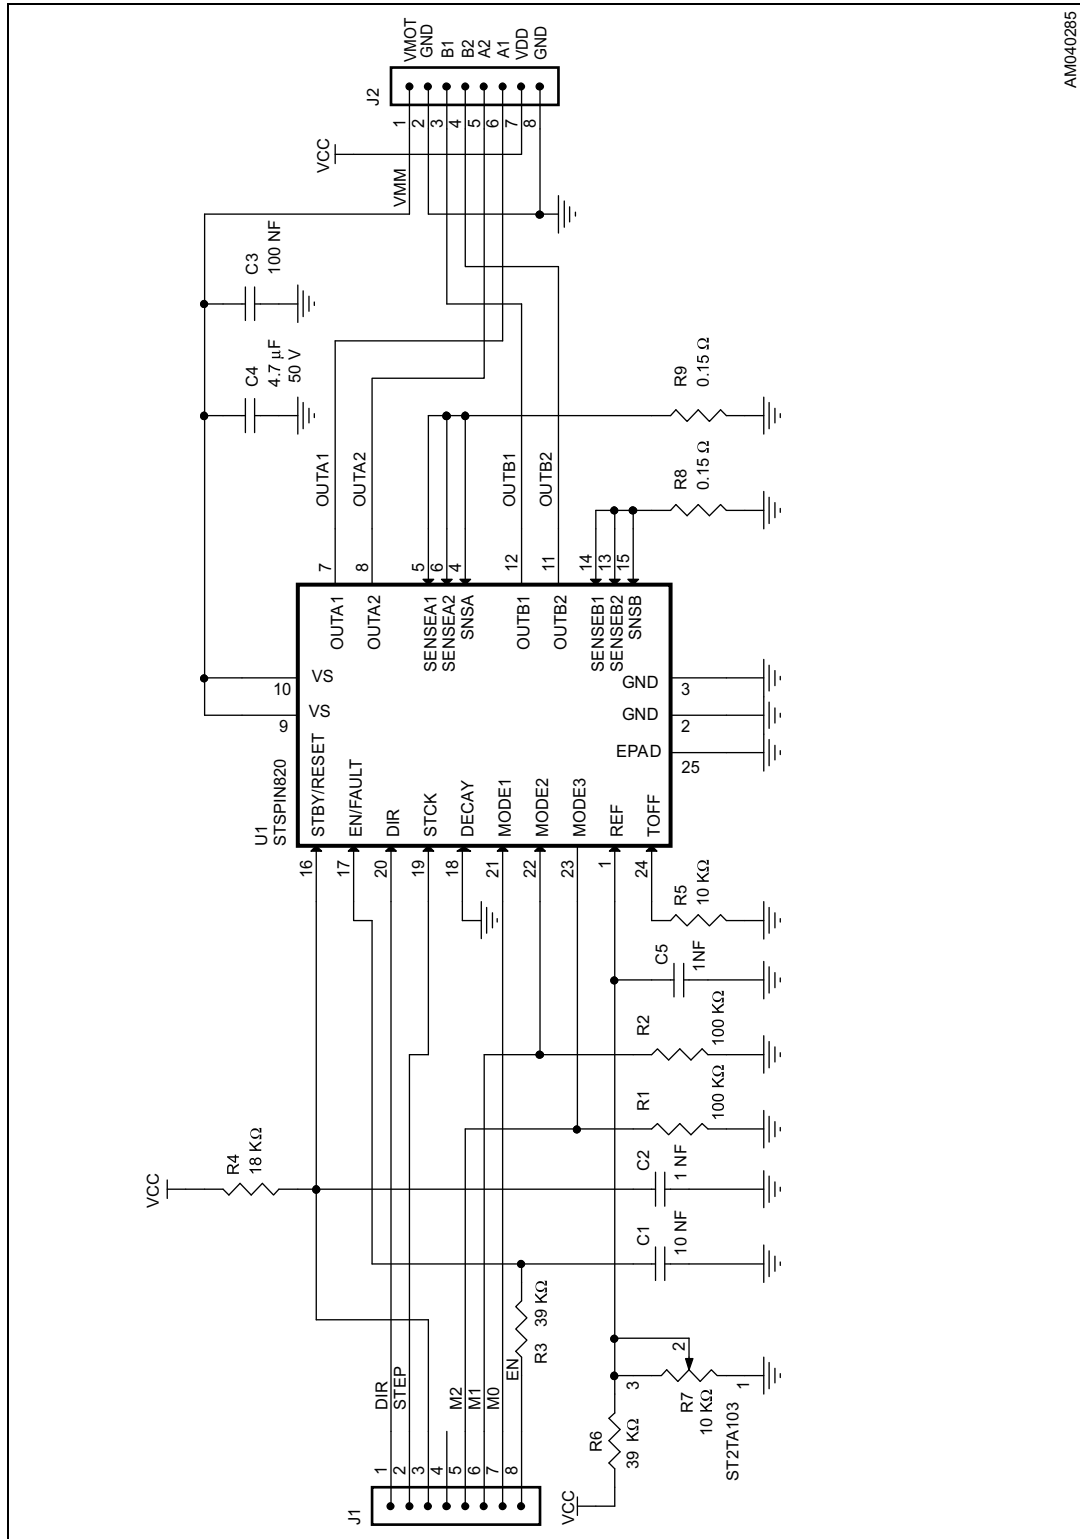 AM040285
J2
VMOT
GND
B1
B2
A2
A1
VDD
GND
1
2
3
4
5
6
7
8
VCC
VMM
C3
100 NF
C4
4.7 µF
50 V
OUTA1
OUTA2
OUTB1
OUTB2
R9
0.15 Ω
R8
0.15 Ω
7
8
5
6
4
12
11
14
13
15
OUTA1
OUTA2
SENSEA1
SENSEA2
SNSA
OUTB1
OUTB2
SENSEB1
SENSEB2
SNSB
10
VS
9
VS
GND
3
GND
2
EPAD
25
U1
STSPIN820
STBY/RESET
EN/FAULT
DIR
STCK
DECAY
MODE1
MODE2
MODE3
REF
TOFF
16
17
20
19
18
21
22
23
1
24
R5
10 KΩ
C5
1NF
R2
100 KΩ
R1
100 KΩ
VCC
R4
18 KΩ
C2
1 NF
C1
10 NF
R3
39 KΩ
DIR
STEP
M2
M1
M0
EN
1
2
3
4
5
6
7
8
J1
VCC
R6
39 KΩ
3
2
1
R7
10 KΩ
ST2TA103